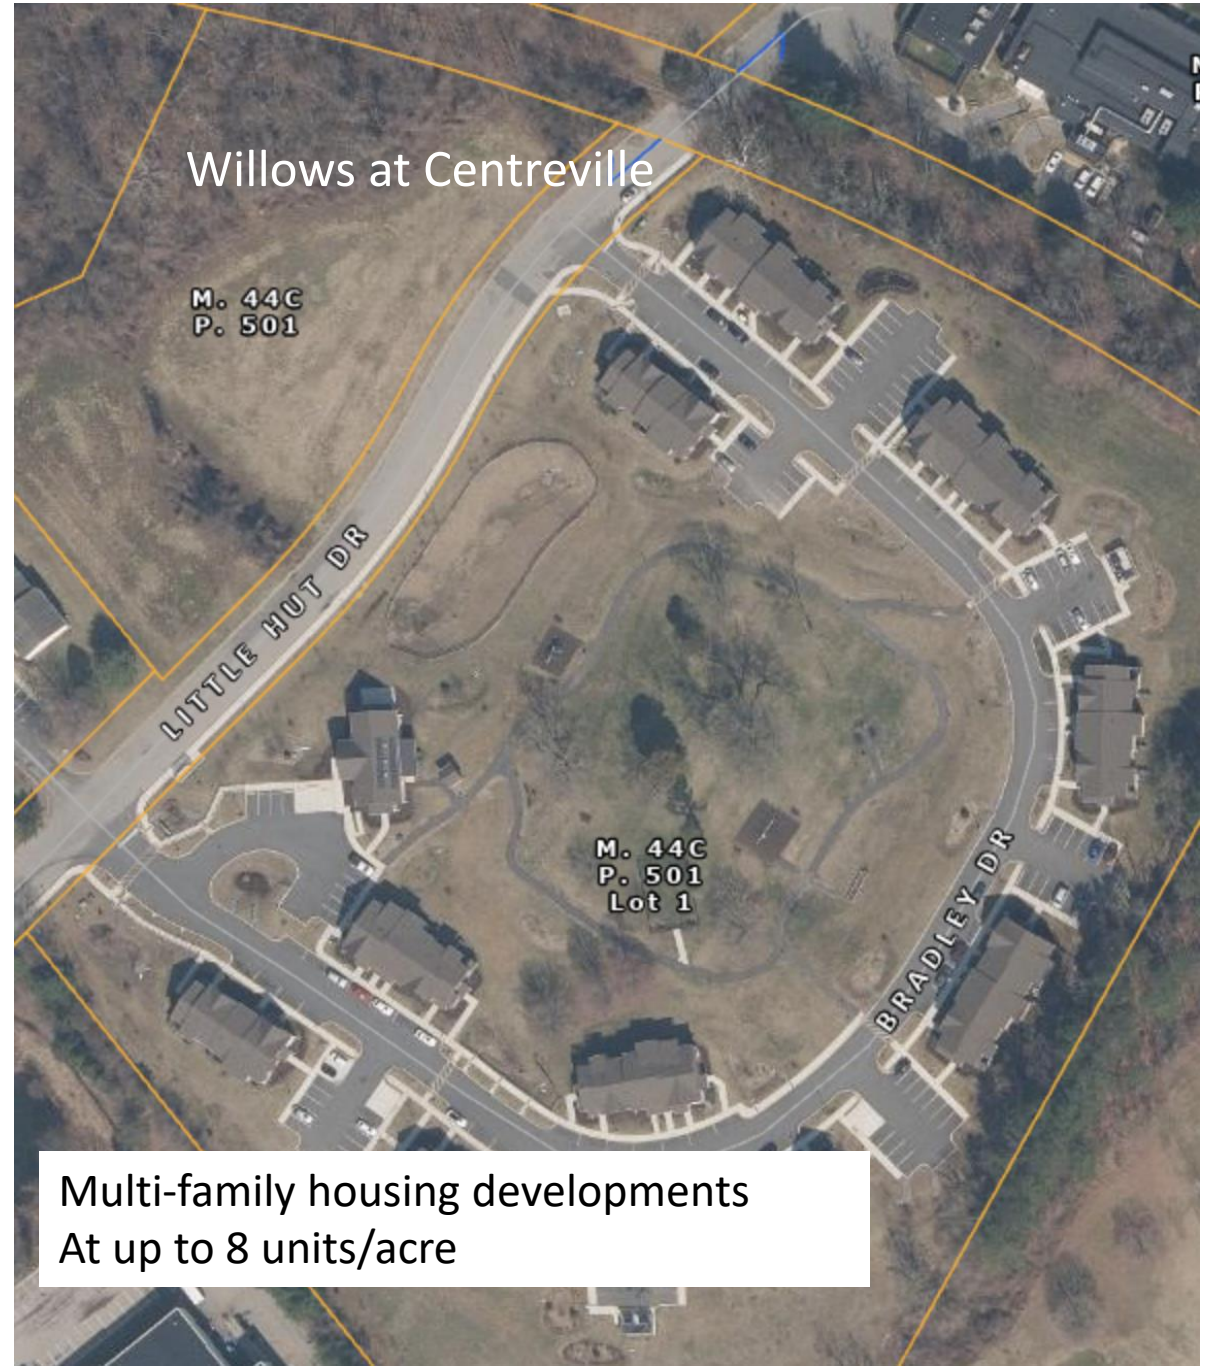 Willows at Centreville
M. 44C
P. 501
LITTLE HUT DR
M. 44C
P. 501
Lot 1
BRADLEY DR
Multi-family housing developments
At up to 8 units/acre